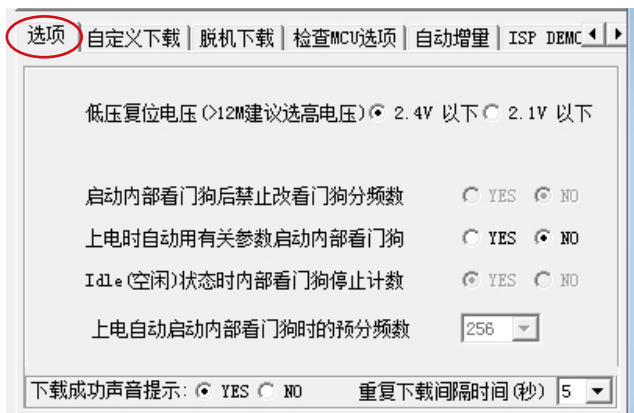 选项 自定义下载 脱机下载 检查MCU选项 自动增量 ISP DEMO
低压复位电压(>12M建议选高电压) 2.4V 以下 2.1V 以下
启动内部看门狗后禁止改看门狗分频数 YES NO
上电时自动用有关参数启动内部看门狗 YES NO
Idle(空闲)状态时内部看门狗停止计数 YES NO
上电自动启动内部看门狗时的预分频数 256
下载成功声音提示: YES NO 重复下载间隔时间(秒) 5